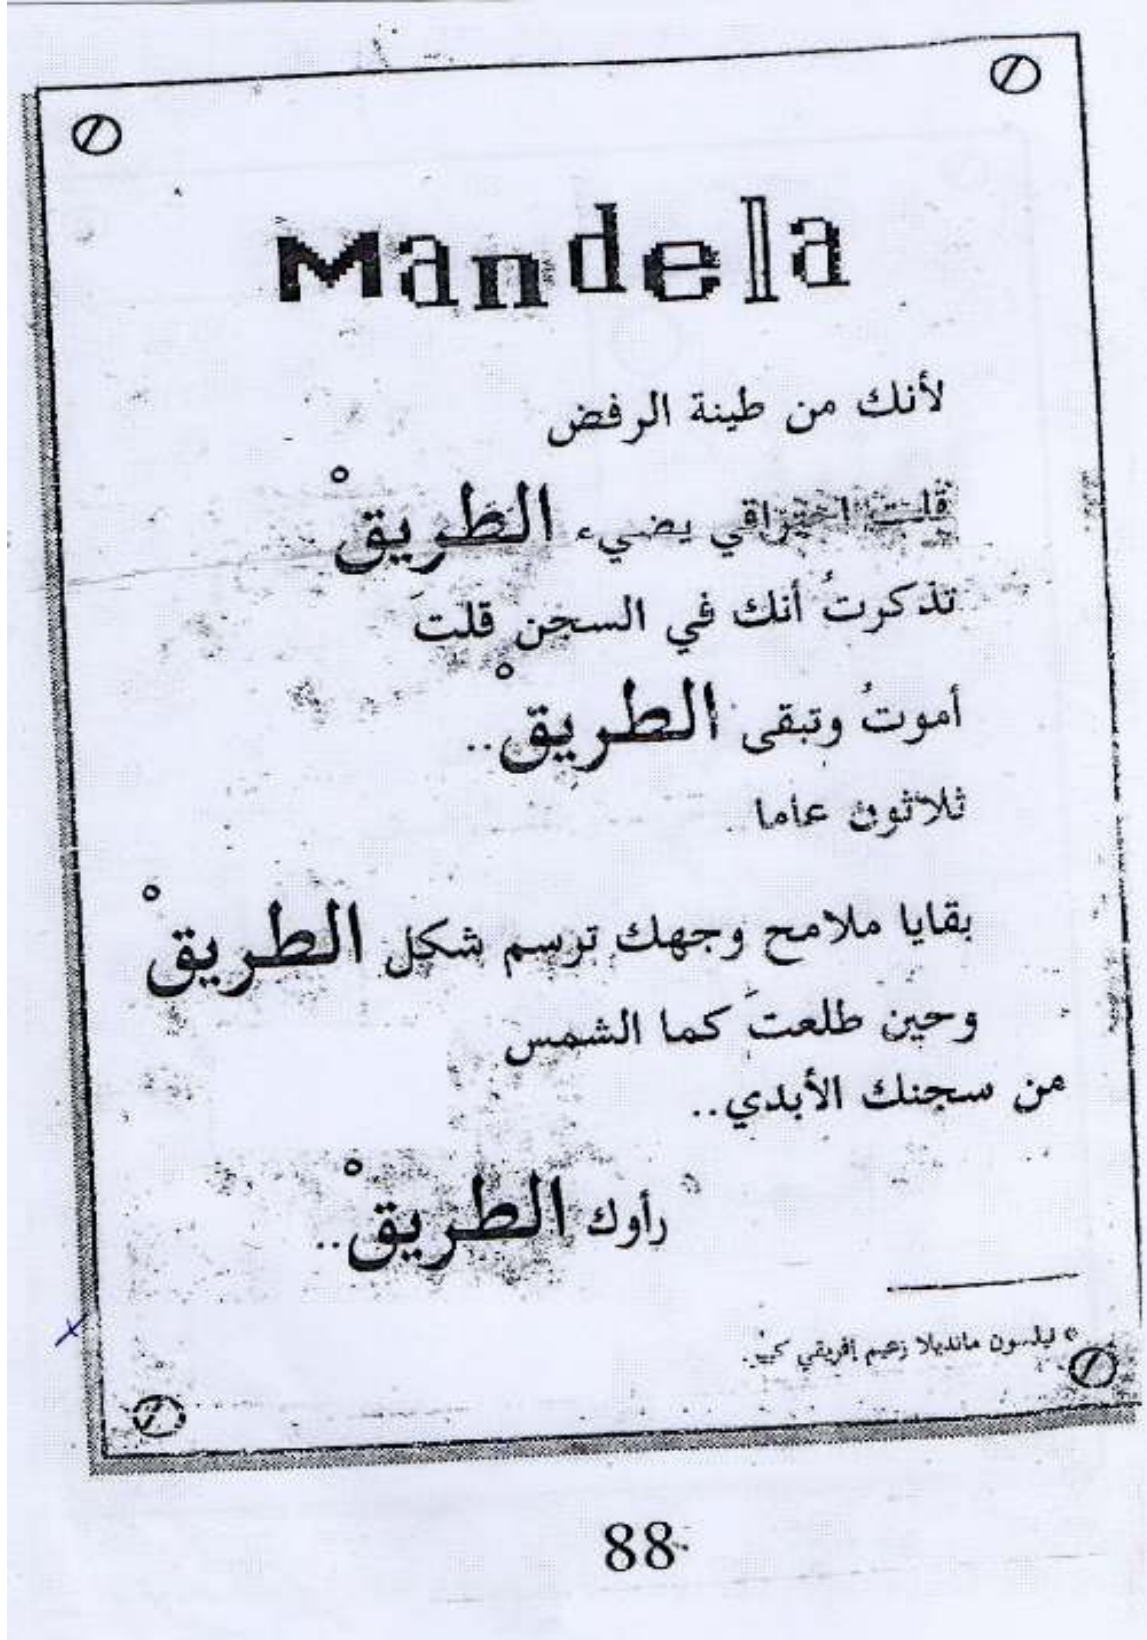 Mandela
لأنك من طينة الرفض
قلت احتراقي يضيء الطريقْ
تذكرتُ أنك في السجن قلتَ
أموتُ وتبقى الطريقْ..
ثلاثون عاما
بقايا ملامح وجهك ترسم شكل الطريقْ
وحين طلعتَ كما الشمس
من سجنك الأبدي..
رأوك الطريقْ..
* نيلسون مانديلا زعيم إفريقي
88